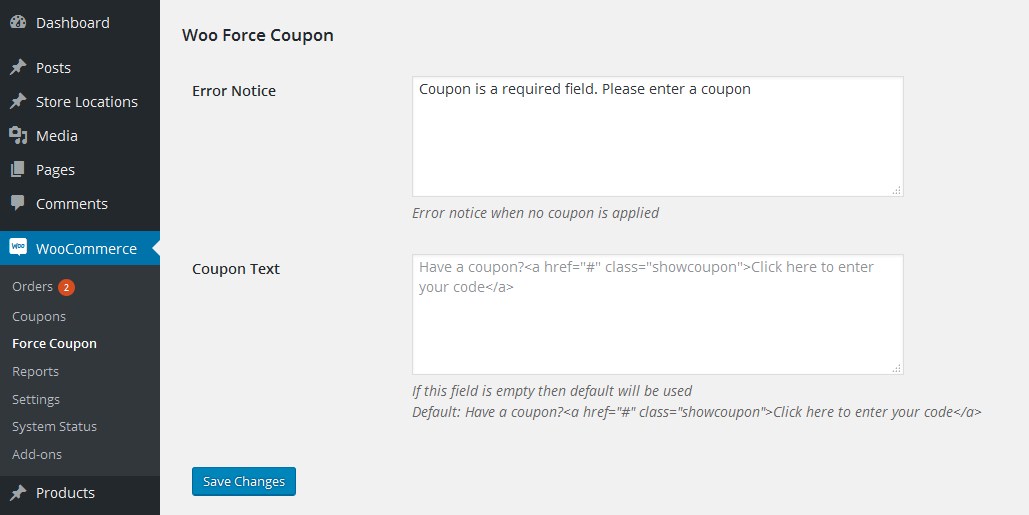 Dashboard
Posts
Store Locations
Media
Pages
Comments
Woo WooCommerce
Orders 2
Coupons
Force Coupon
Reports
Settings
System Status
Add-ons
Products
Woo Force Coupon
Error Notice
Coupon is a required field. Please enter a coupon
Error notice when no coupon is applied
Coupon Text
Have a coupon?<a href="#" class="showcoupon">Click here to enter
your code</a>
If this field is empty then default will be used
Default: Have a coupon?<a href="#" class="showcoupon">Click here to enter your code</a>
Save Changes